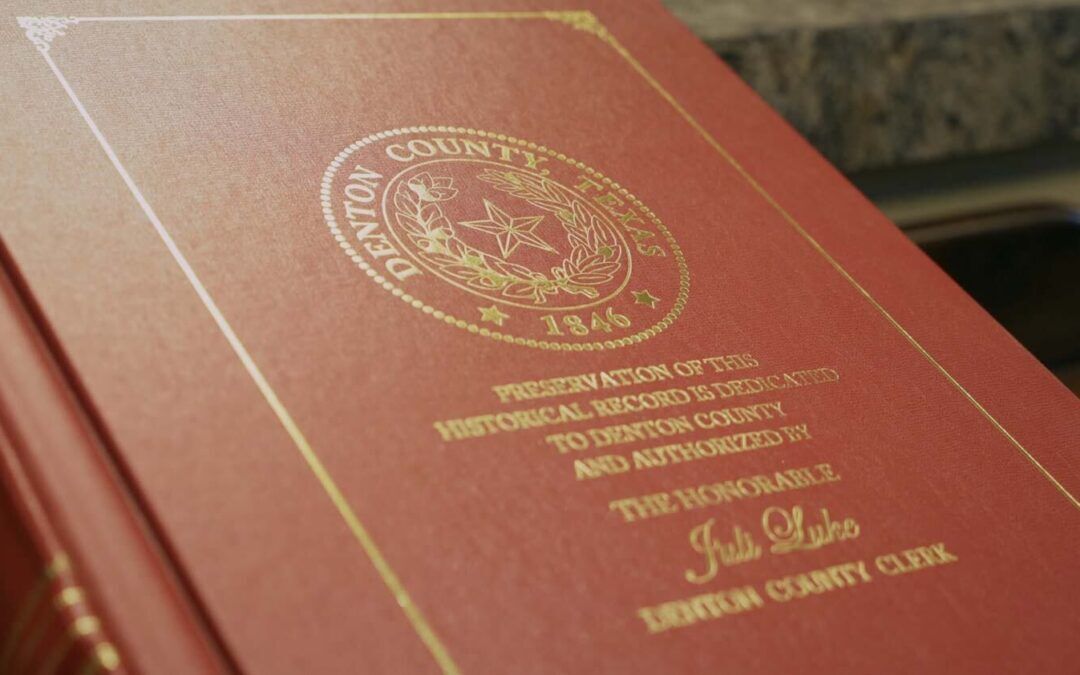 DENTON COUNTY, TEXAS
1846
PRESERVATION OF THIS
HISTORICAL RECORD IS DEDICATED
TO DENTON COUNTY
AND AUTHORIZED BY
THE HONORABLE
Juli Luke
DENTON COUNTY CLERK